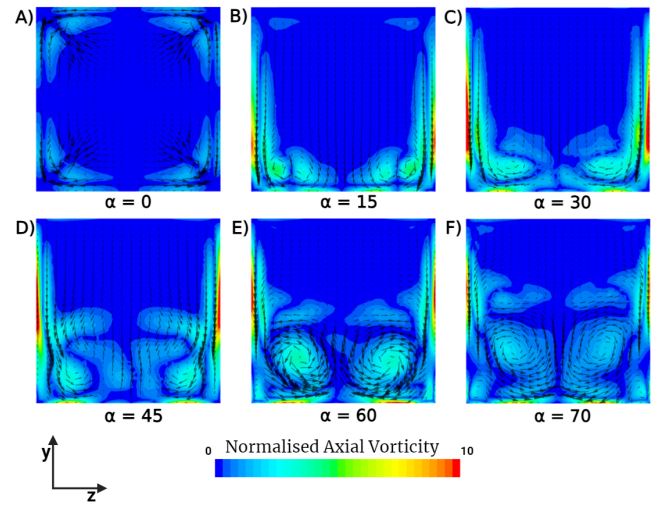 A) B) C)
α = 0 α = 15 α = 30
D) E) F)
α = 45 α = 60 α = 70
0 Normalised Axial Vorticity 10
y
z